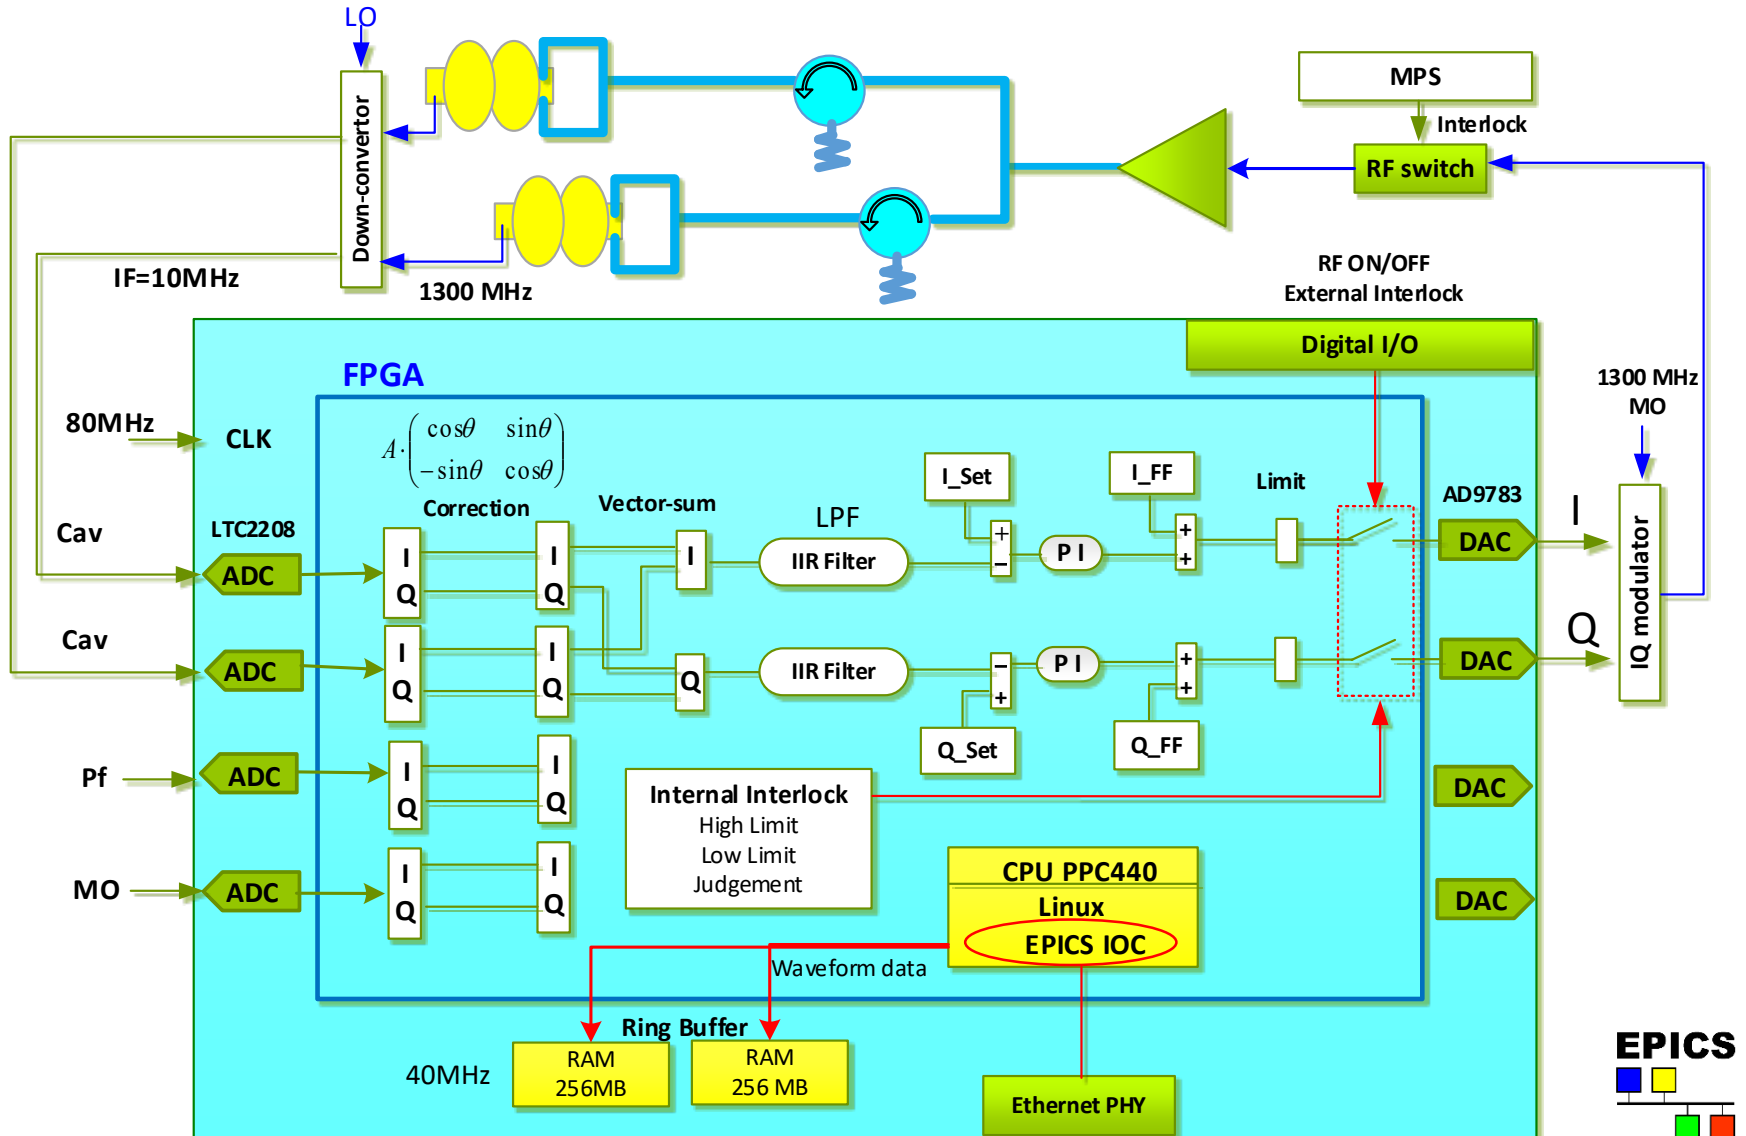 LO
MPS
Interlock
RF switch
Down-convertor
IF=10MHz
1300 MHz
RF ON/OFF
External Interlock
Digital I/O
FPGA
1300 MHz
MO
80MHz
CLK
A· ( cosθ sinθ
−sinθ cosθ )
Correction
Vector-sum
LPF
I_Set
I_FF
Limit
AD9783
Cav
LTC2208
ADC
I
Q
I
Q
I
IIR Filter
+
−
P I
+
+
DAC
I
IQ modulator
Cav
ADC
I
Q
I
Q
Q
IIR Filter
−
+
P I
+
+
DAC
Q
Q_Set
Q_FF
Pf
ADC
I
Q
I
Q
DAC
Internal Interlock
High Limit
Low Limit
Judgement
MO
ADC
I
Q
I
Q
DAC
CPU PPC440
Linux
EPICS IOC
Waveform data
Ring Buffer
40MHz
RAM
256MB
RAM
256 MB
Ethernet PHY
EPICS